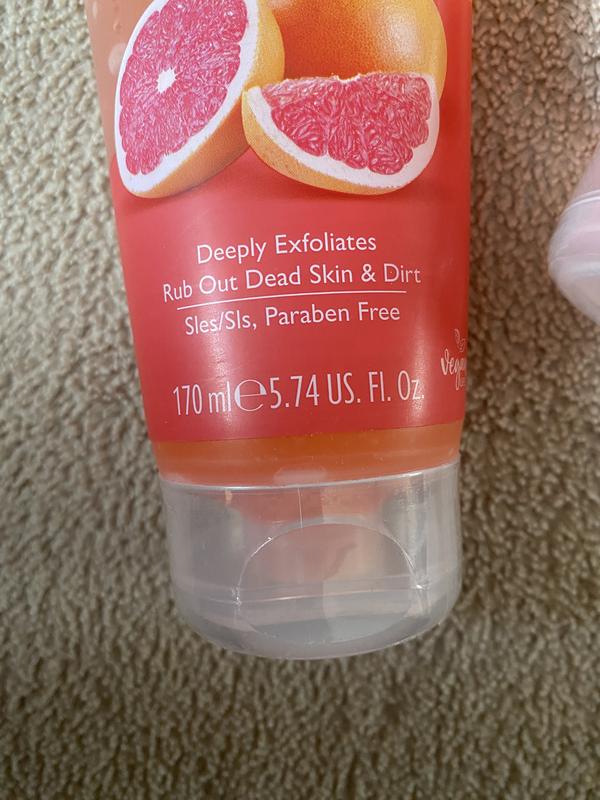 Deeply Exfoliates
Rub Out Dead Skin & Dirt
Sles/Sls, Paraben Free
170 ml ℮ 5.74 US. Fl. Oz.